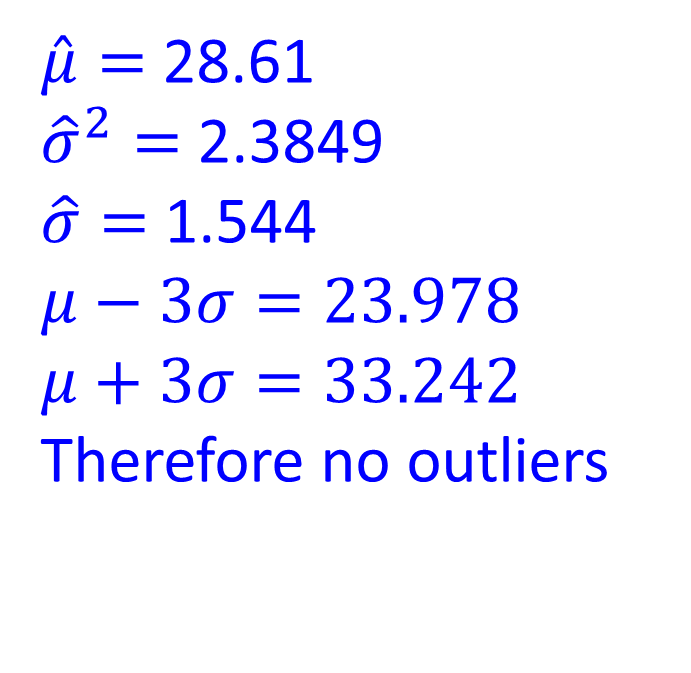 μ̂ = 28.61
σ̂² = 2.3849
σ̂ = 1.544
μ − 3σ = 23.978
μ + 3σ = 33.242
Therefore no outliers